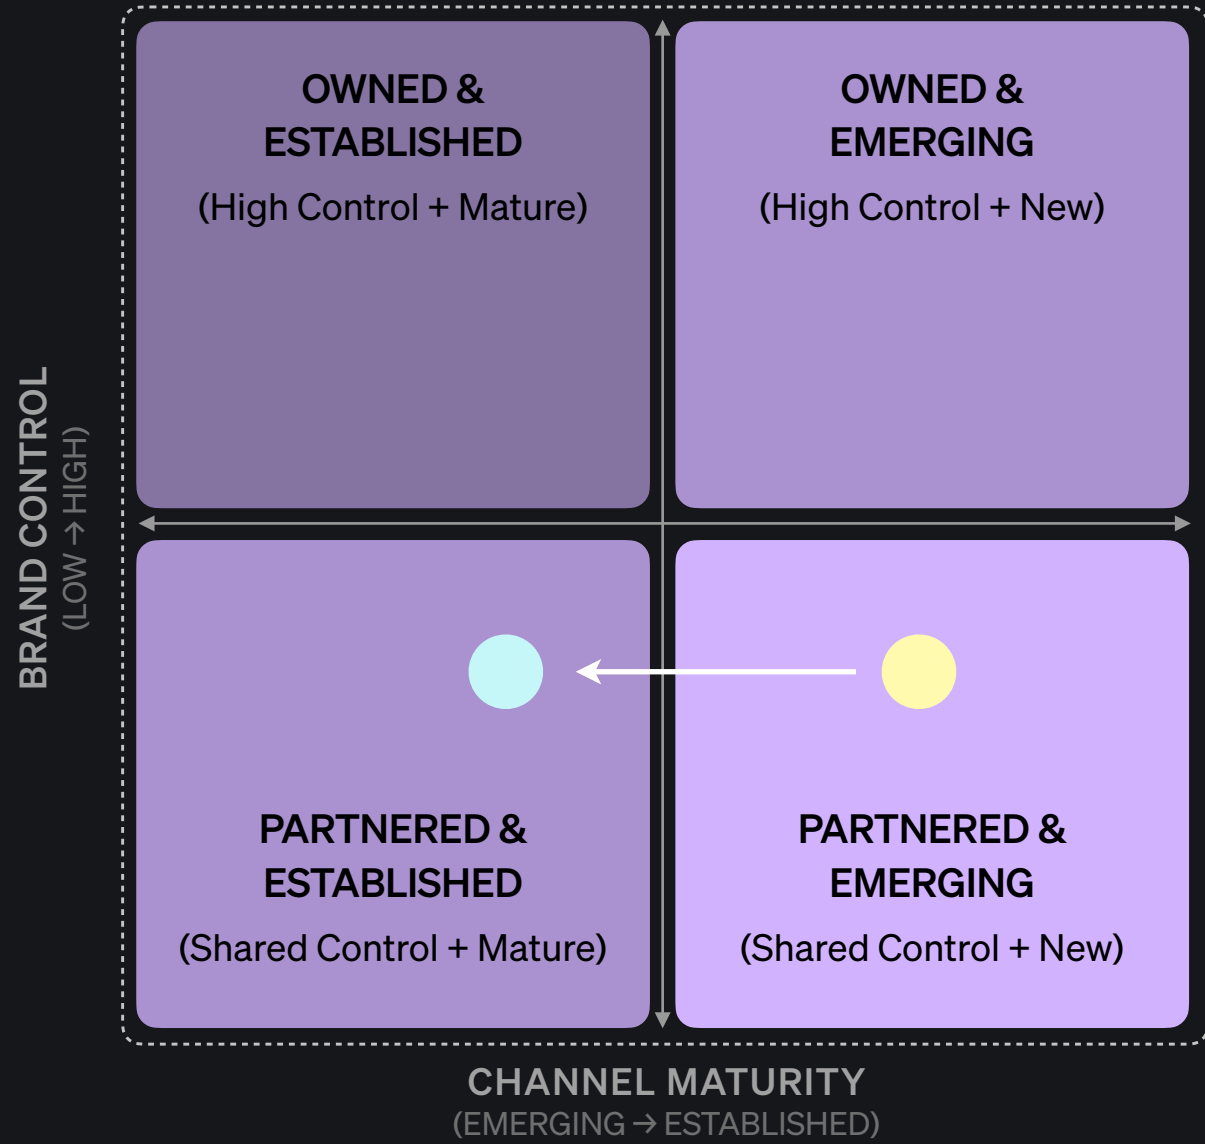 OWNED &
ESTABLISHED
(High Control + Mature)
OWNED &
EMERGING
(High Control + New)
BRAND CONTROL
(LOW → HIGH)
PARTNERED &
ESTABLISHED
(Shared Control + Mature)
PARTNERED &
EMERGING
(Shared Control + New)
CHANNEL MATURITY
(EMERGING → ESTABLISHED)